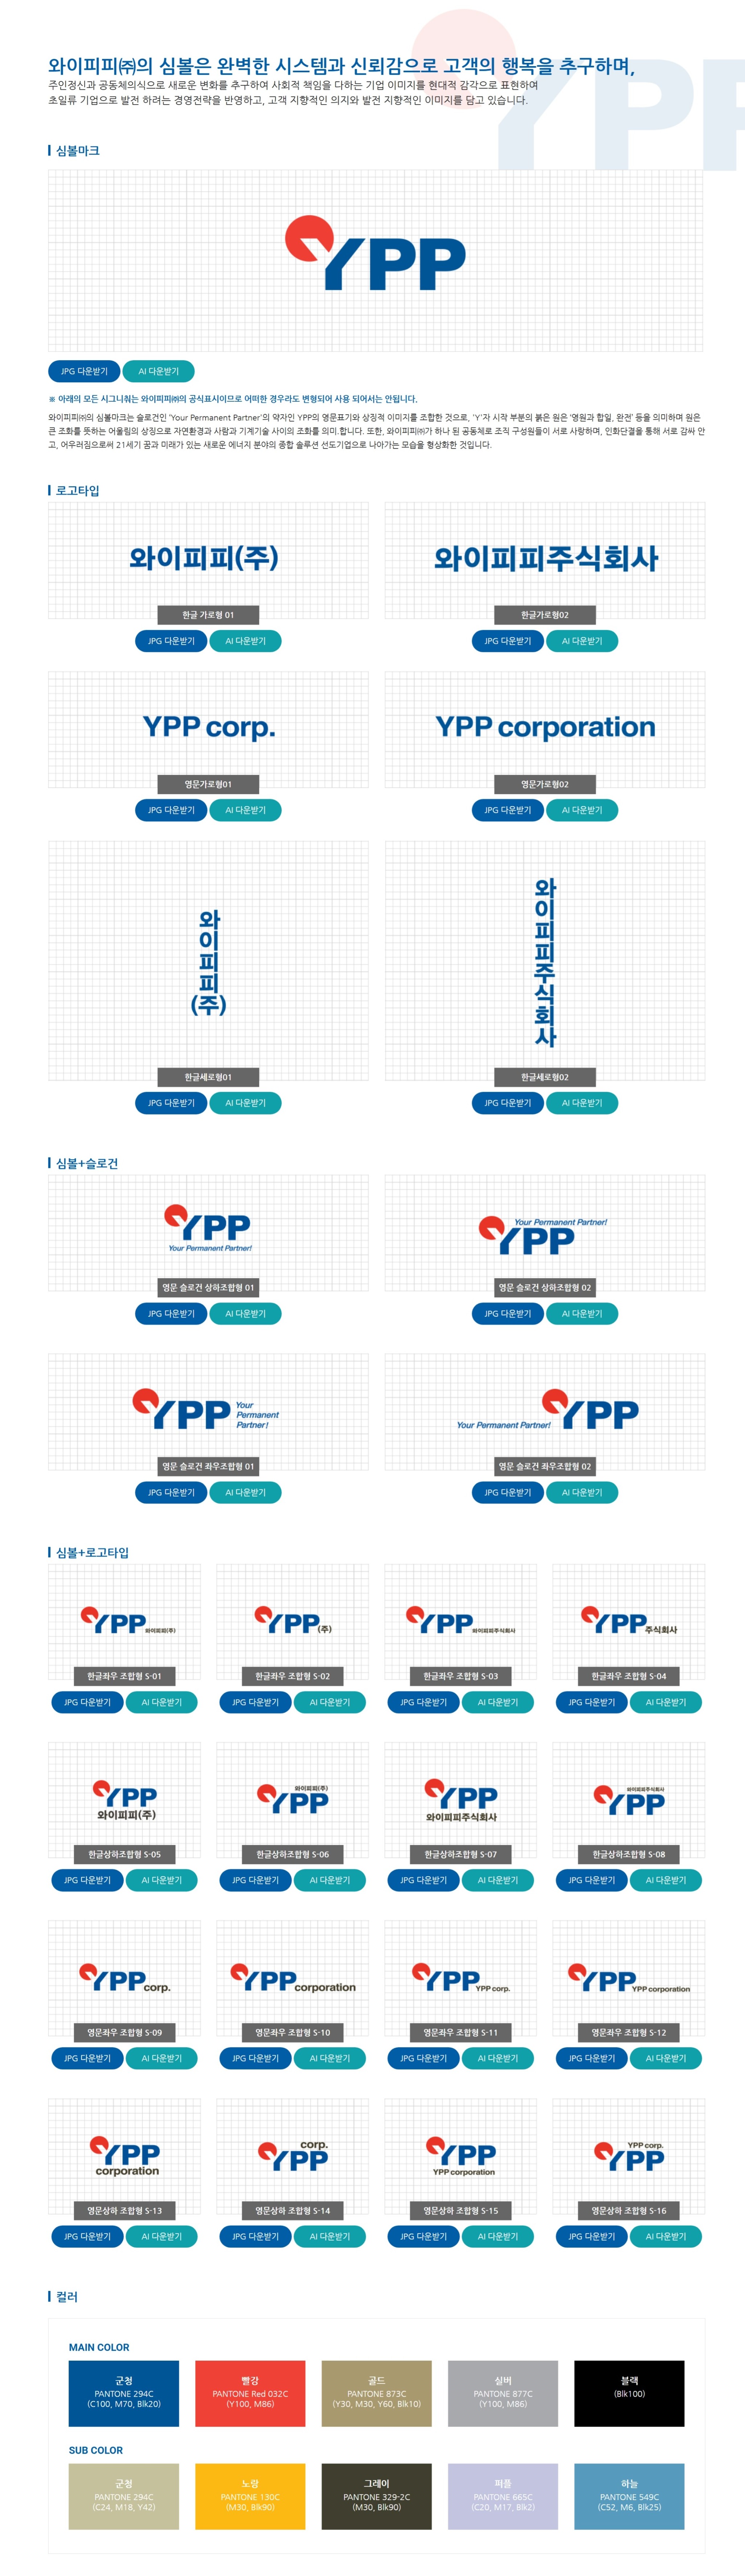 와이피피㈜의 심볼은 완벽한 시스템과 신뢰감으로 고객의 행복을 추구하며,
주인정신과 공동체의식으로 새로운 변화를 추구하여 사회적 책임을 다하는 기업 이미지를 현대적 감각으로 표현하여
초일류 기업으로 발전 하려는 경영전략을 반영하고, 고객 지향적인 의지와 발전 지향적인 이미지를 담고 있습니다.
YPP
심볼마크
YPP
JPG 다운받기 AI 다운받기
※ 아래의 모든 시그니춰는 와이피피㈜의 공식표시이므로 어떠한 경우라도 변형되어 사용 되어서는 안됩니다.
와이피피㈜의 심볼마크는 슬로건인 'Your Permanent Partner'의 약자인 YPP의 영문표기와 상징적 이미지를 조합한 것으로, 'Y'자 시작 부분의 붉은 원은 '영원과 합일, 완전' 등을 의미하며 원은
큰 조화를 뜻하는 어울림의 상징으로 자연환경과 사람과 기계기술 사이의 조화를 의미.합니다. 또한, 와이피피㈜가 하나 된 공동체로 조직 구성원들이 서로 사랑하며, 인화단결을 통해 서로 감싸 안
고, 어우러짐으로써 21세기 꿈과 미래가 있는 새로운 에너지 분야의 종합 솔루션 선도기업으로 나아가는 모습을 형상화한 것입니다.
로고타입
와이피피(주) 와이피피주식회사
한글 가로형 01 한글가로형02
JPG 다운받기 AI 다운받기 JPG 다운받기 AI 다운받기
YPP corp. YPP corporation
영문가로형01 영문가로형02
JPG 다운받기 AI 다운받기 JPG 다운받기 AI 다운받기
와이피피(주) 와이피피주식회사
한글세로형01 한글세로형02
JPG 다운받기 AI 다운받기 JPG 다운받기 AI 다운받기
심볼+슬로건
YPP
Your Permanent Partner!
Your Permanent Partner!
YPP
영문 슬로건 상하조합형 01 영문 슬로건 상하조합형 02
JPG 다운받기 AI 다운받기 JPG 다운받기 AI 다운받기
YPP
Your
Permanent
Partner!
Your Permanent Partner! YPP
영문 슬로건 좌우조합형 01 영문 슬로건 좌우조합형 02
JPG 다운받기 AI 다운받기 JPG 다운받기 AI 다운받기
심볼+로고타입
YPP 와이피피(주) YPP (주) YPP 와이피피주식회사 YPP 주식회사
한글좌우 조합형 S-01 한글좌우 조합형 S-02 한글좌우 조합형 S-03 한글좌우 조합형 S-04
JPG 다운받기 AI 다운받기 JPG 다운받기 AI 다운받기 JPG 다운받기 AI 다운받기 JPG 다운받기 AI 다운받기
YPP
와이피피(주)
와이피피(주)
YPP
YPP
와이피피주식회사
와이피피주식회사
YPP
한글상하조합형 S-05 한글상하조합형 S-06 한글상하조합형 S-07 한글상하조합형 S-08
JPG 다운받기 AI 다운받기 JPG 다운받기 AI 다운받기 JPG 다운받기 AI 다운받기 JPG 다운받기 AI 다운받기
YPP corp. YPP corporation YPP YPP corp. YPP YPP corporation
영문좌우 조합형 S-09 영문좌우 조합형 S-10 영문좌우 조합형 S-11 영문좌우 조합형 S-12
JPG 다운받기 AI 다운받기 JPG 다운받기 AI 다운받기 JPG 다운받기 AI 다운받기 JPG 다운받기 AI 다운받기
YPP
corporation
corp.
YPP
YPP
YPP corporation
YPP corp.
YPP
영문상하 조합형 S-13 영문상하 조합형 S-14 영문상하 조합형 S-15 영문상하 조합형 S-16
JPG 다운받기 AI 다운받기 JPG 다운받기 AI 다운받기 JPG 다운받기 AI 다운받기 JPG 다운받기 AI 다운받기
컬러
MAIN COLOR
군청 빨강 골드 실버 블랙
PANTONE 294C PANTONE Red 032C PANTONE 873C PANTONE 877C (Blk100)
(C100, M70, Blk20) (Y100, M86) (Y30, M30, Y60, Blk10) (Y100, M86)
SUB COLOR
군청 노랑 그레이 퍼플 하늘
PANTONE 294C PANTONE 130C PANTONE 329-2C PANTONE 665C PANTONE 549C
(C24, M18, Y42) (M30, Blk90) (M30, Blk90) (C20, M17, Blk2) (C52, M6, Blk25)